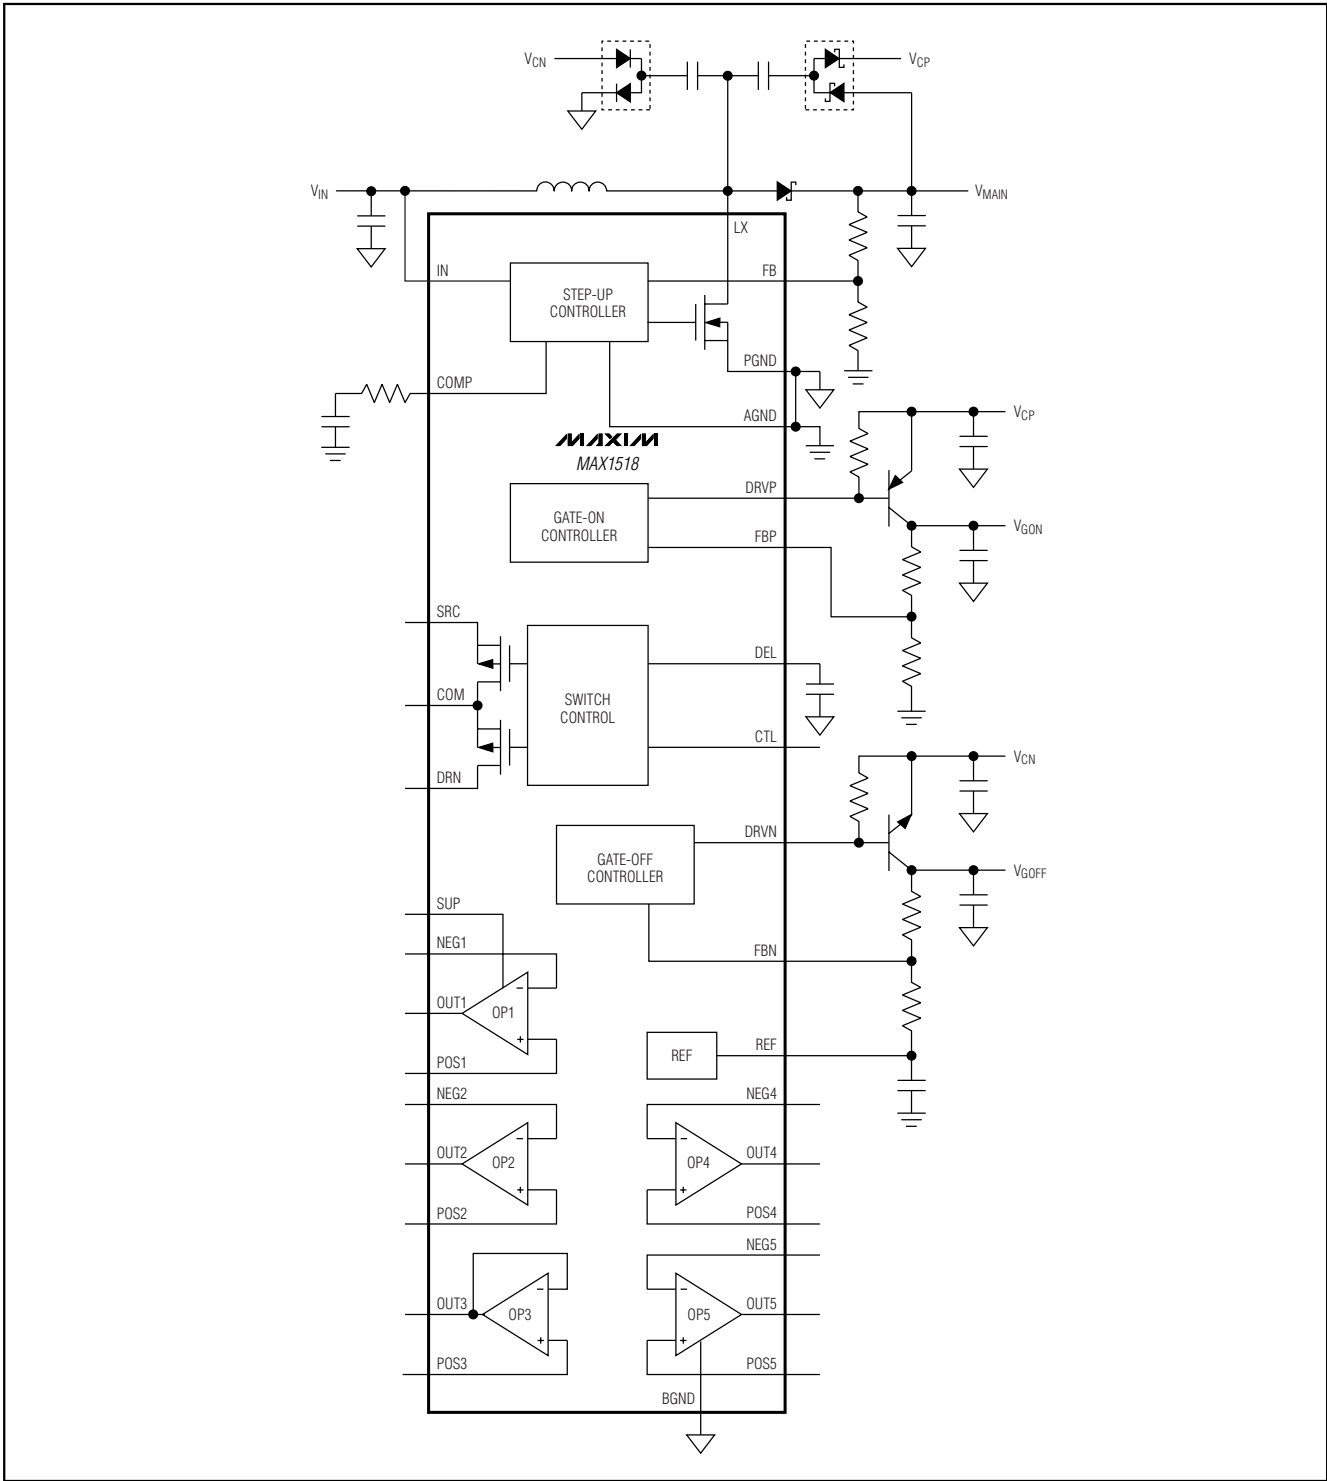 VCN
VCP
VIN
VMAIN
LX
IN
FB
STEP-UP
CONTROLLER
PGND
COMP
AGND
VCP
MAXIM
MAX1518
DRVP
GATE-ON
CONTROLLER
VGON
FBP
SRC
DEL
COM
SWITCH
CONTROL
CTL
VCN
DRN
DRVN
GATE-OFF
CONTROLLER
VGOFF
SUP
NEG1
FBN
−
OUT1
OP1
+
REF
REF
POS1
NEG2
NEG4
−
−
OUT2
OP2
OP4
OUT4
+
+
POS2
POS4
NEG5
−
−
OUT3
OP3
OP5
OUT5
+
+
POS3
POS5
BGND